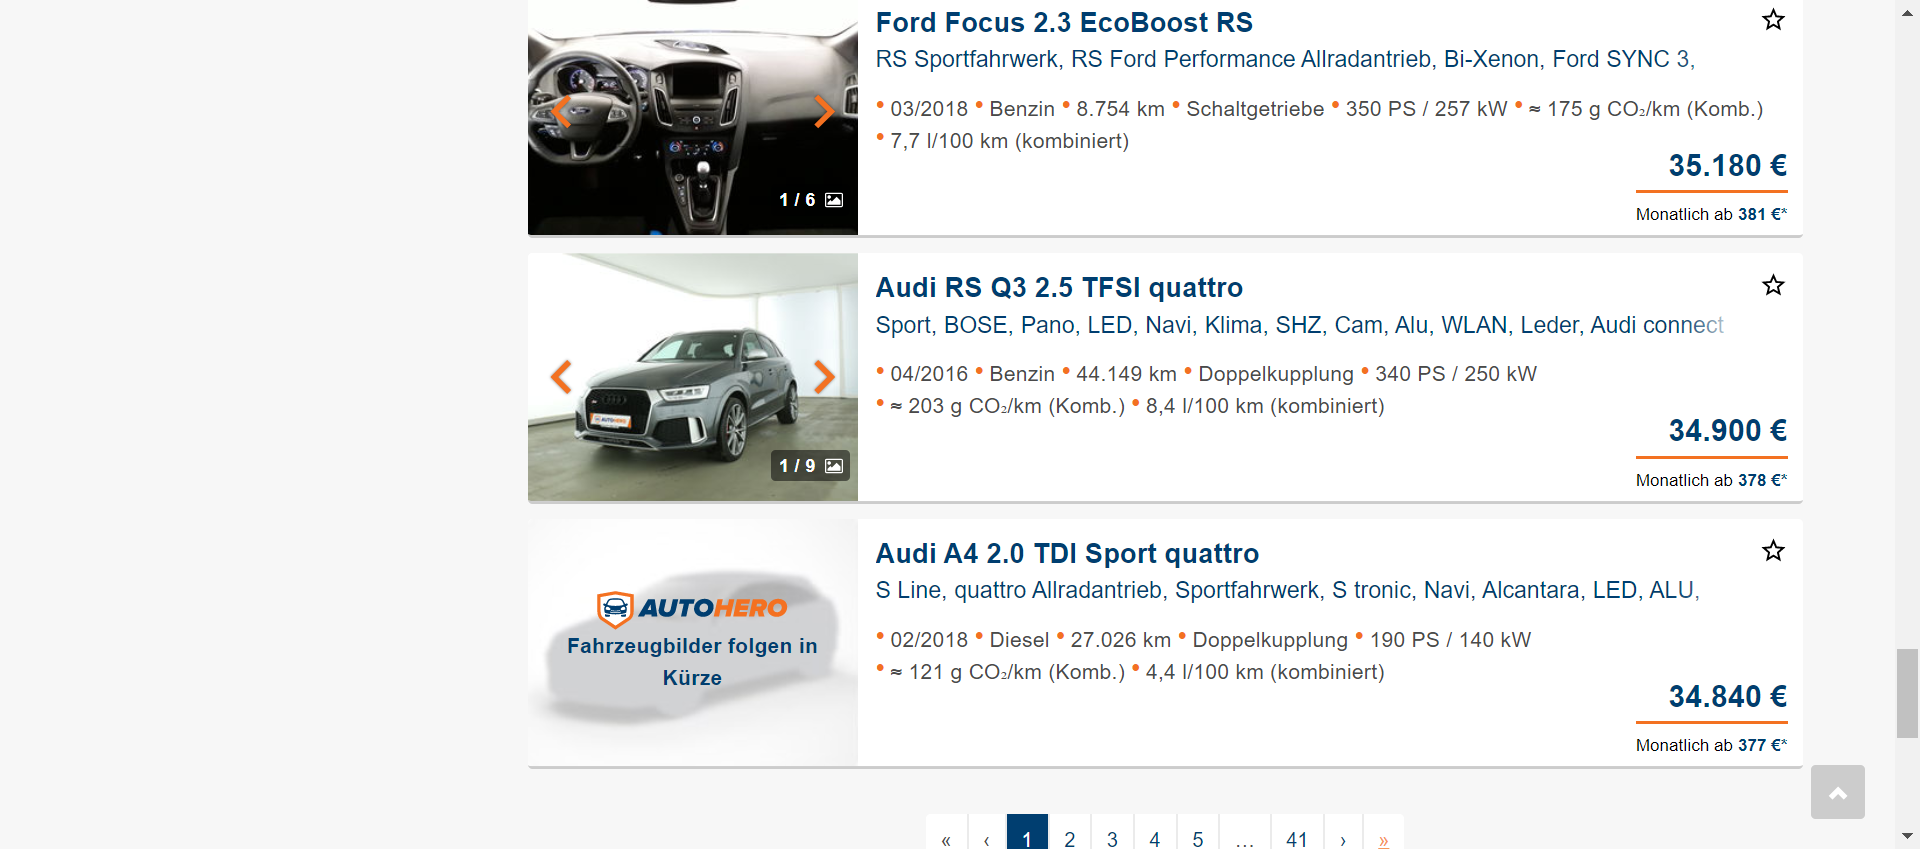 Ford Focus 2.3 EcoBoost RS
RS Sportfahrwerk, RS Ford Performance Allradantrieb, Bi-Xenon, Ford SYNC 3,
• 03/2018 • Benzin • 8.754 km • Schaltgetriebe • 350 PS / 257 kW • ≈ 175 g CO₂/km (Komb.)
• 7,7 l/100 km (kombiniert)
35.180 €
1 / 6
Monatlich ab 381 €*
Audi RS Q3 2.5 TFSI quattro
Sport, BOSE, Pano, LED, Navi, Klima, SHZ, Cam, Alu, WLAN, Leder, Audi connect
• 04/2016 • Benzin • 44.149 km • Doppelkupplung • 340 PS / 250 kW
• ≈ 203 g CO₂/km (Komb.) • 8,4 l/100 km (kombiniert)
AUTOHERO
34.900 €
1 / 9
Monatlich ab 378 €*
Audi A4 2.0 TDI Sport quattro
S Line, quattro Allradantrieb, Sportfahrwerk, S tronic, Navi, Alcantara, LED, ALU,
AUTOHERO
Fahrzeugbilder folgen in
Kürze
• 02/2018 • Diesel • 27.026 km • Doppelkupplung • 190 PS / 140 kW
• ≈ 121 g CO₂/km (Komb.) • 4,4 l/100 km (kombiniert)
34.840 €
Monatlich ab 377 €*
« ‹ 1 2 3 4 5 … 41 › »